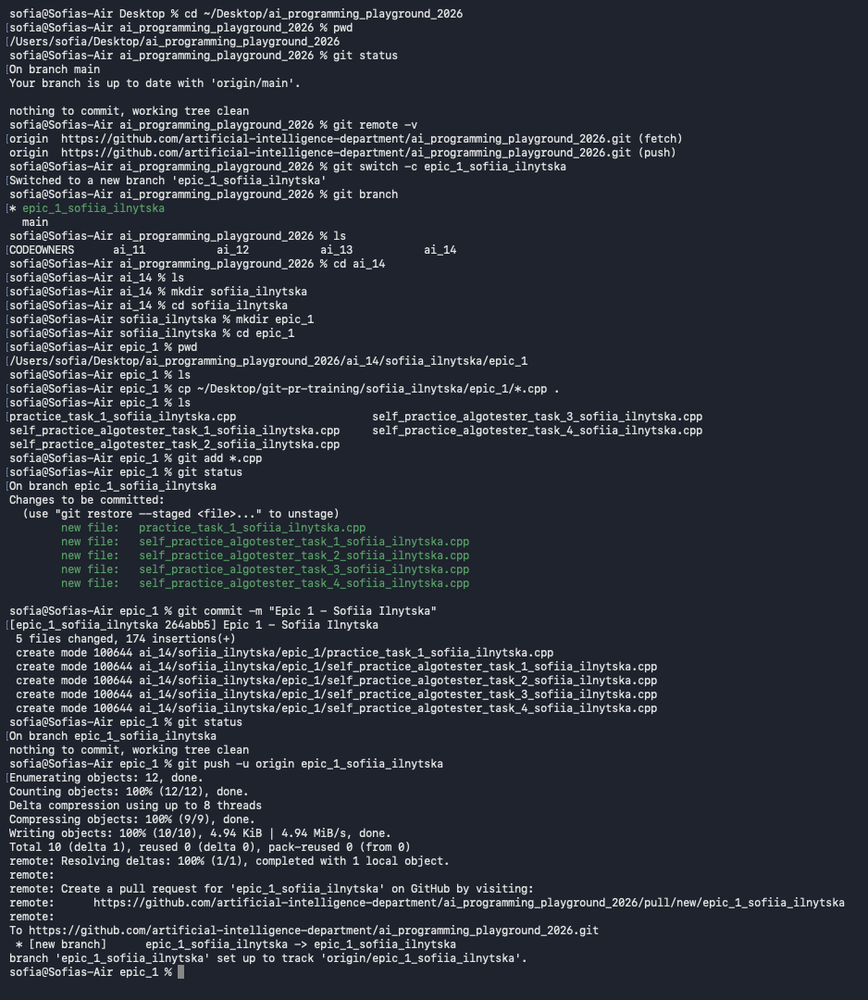 sofia@Sofias-Air Desktop % cd ~/Desktop/ai_programming_playground_2026
[sofia@Sofias-Air ai_programming_playground_2026 % pwd
[/Users/sofia/Desktop/ai_programming_playground_2026
sofia@Sofias-Air ai_programming_playground_2026 % git status
[On branch main
Your branch is up to date with 'origin/main'.

nothing to commit, working tree clean
sofia@Sofias-Air ai_programming_playground_2026 % git remote -v
[origin  https://github.com/artificial-intelligence-department/ai_programming_playground_2026.git (fetch)
origin  https://github.com/artificial-intelligence-department/ai_programming_playground_2026.git (push)
sofia@Sofias-Air ai_programming_playground_2026 % git switch -c epic_1_sofiia_ilnytska
[Switched to a new branch 'epic_1_sofiia_ilnytska'
sofia@Sofias-Air ai_programming_playground_2026 % git branch
[* epic_1_sofiia_ilnytska
  main
sofia@Sofias-Air ai_programming_playground_2026 % ls
[CODEOWNERS      ai_11           ai_12           ai_13           ai_14
sofia@Sofias-Air ai_programming_playground_2026 % cd ai_14
[sofia@Sofias-Air ai_14 % ls
[sofia@Sofias-Air ai_14 % mkdir sofiia_ilnytska
[sofia@Sofias-Air ai_14 % cd sofiia_ilnytska
[sofia@Sofias-Air sofiia_ilnytska % mkdir epic_1
[sofia@Sofias-Air sofiia_ilnytska % cd epic_1
[sofia@Sofias-Air epic_1 % pwd
[/Users/sofia/Desktop/ai_programming_playground_2026/ai_14/sofiia_ilnytska/epic_1
sofia@Sofias-Air epic_1 % ls
[sofia@Sofias-Air epic_1 % cp ~/Desktop/git-pr-training/sofiia_ilnytska/epic_1/*.cpp .
[sofia@Sofias-Air epic_1 % ls
[practice_task_1_sofiia_ilnytska.cpp                     self_practice_algotester_task_3_sofiia_ilnytska.cpp
self_practice_algotester_task_1_sofiia_ilnytska.cpp     self_practice_algotester_task_4_sofiia_ilnytska.cpp
self_practice_algotester_task_2_sofiia_ilnytska.cpp
sofia@Sofias-Air epic_1 % git add *.cpp
[sofia@Sofias-Air epic_1 % git status
[On branch epic_1_sofiia_ilnytska
Changes to be committed:
  (use "git restore --staged <file>..." to unstage)
        new file:   practice_task_1_sofiia_ilnytska.cpp
        new file:   self_practice_algotester_task_1_sofiia_ilnytska.cpp
        new file:   self_practice_algotester_task_2_sofiia_ilnytska.cpp
        new file:   self_practice_algotester_task_3_sofiia_ilnytska.cpp
        new file:   self_practice_algotester_task_4_sofiia_ilnytska.cpp

sofia@Sofias-Air epic_1 % git commit -m "Epic 1 - Sofiia Ilnytska"
[[epic_1_sofiia_ilnytska 264abb5] Epic 1 - Sofiia Ilnytska
 5 files changed, 174 insertions(+)
 create mode 100644 ai_14/sofiia_ilnytska/epic_1/practice_task_1_sofiia_ilnytska.cpp
 create mode 100644 ai_14/sofiia_ilnytska/epic_1/self_practice_algotester_task_1_sofiia_ilnytska.cpp
 create mode 100644 ai_14/sofiia_ilnytska/epic_1/self_practice_algotester_task_2_sofiia_ilnytska.cpp
 create mode 100644 ai_14/sofiia_ilnytska/epic_1/self_practice_algotester_task_3_sofiia_ilnytska.cpp
 create mode 100644 ai_14/sofiia_ilnytska/epic_1/self_practice_algotester_task_4_sofiia_ilnytska.cpp
sofia@Sofias-Air epic_1 % git status
[On branch epic_1_sofiia_ilnytska
nothing to commit, working tree clean
sofia@Sofias-Air epic_1 % git push -u origin epic_1_sofiia_ilnytska
[Enumerating objects: 12, done.
Counting objects: 100% (12/12), done.
Delta compression using up to 8 threads
Compressing objects: 100% (9/9), done.
Writing objects: 100% (10/10), 4.94 KiB | 4.94 MiB/s, done.
Total 10 (delta 1), reused 0 (delta 0), pack-reused 0 (from 0)
remote: Resolving deltas: 100% (1/1), completed with 1 local object.
remote:
remote: Create a pull request for 'epic_1_sofiia_ilnytska' on GitHub by visiting:
remote:      https://github.com/artificial-intelligence-department/ai_programming_playground_2026/pull/new/epic_1_sofiia_ilnytska
remote:
To https://github.com/artificial-intelligence-department/ai_programming_playground_2026.git
 * [new branch]      epic_1_sofiia_ilnytska -> epic_1_sofiia_ilnytska
branch 'epic_1_sofiia_ilnytska' set up to track 'origin/epic_1_sofiia_ilnytska'.
sofia@Sofias-Air epic_1 %